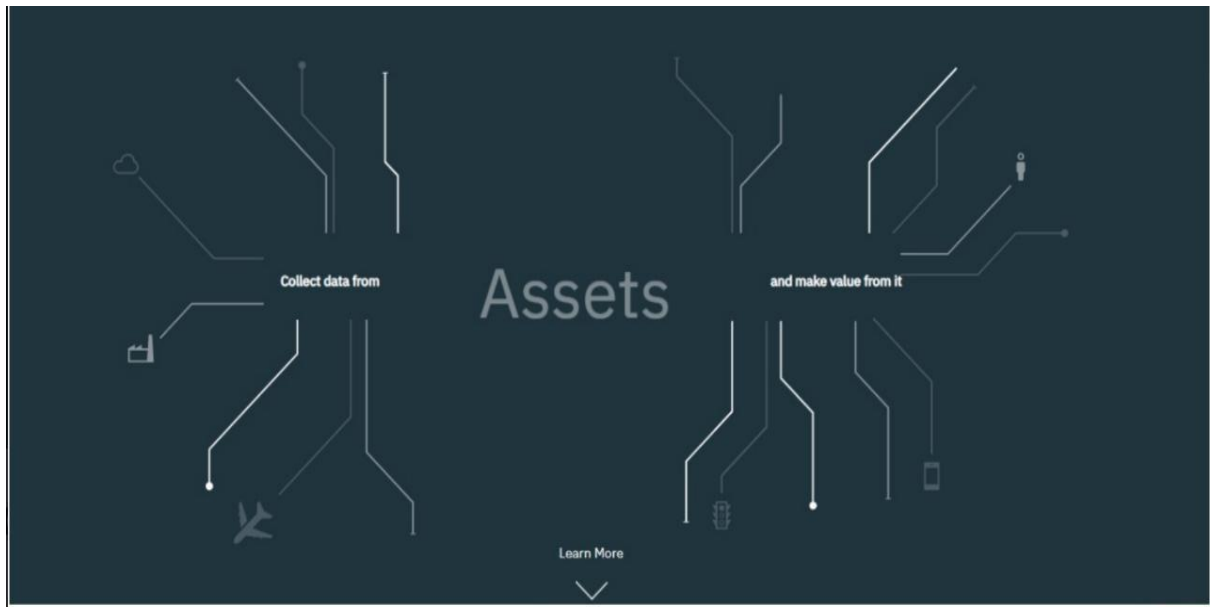 Collect data from
Assets
and make value from it
Learn More